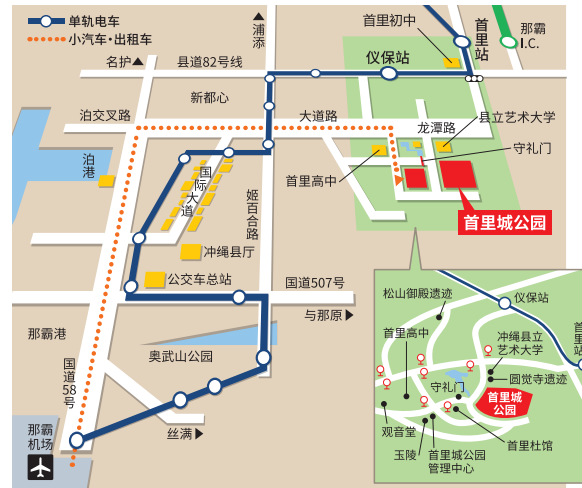 单轨电车
小汽车・出租车
浦添
首里初中
首里站
那霸
I.C.
名护
县道82号线
仪保站
新都心
泊交叉路
大道路
龙潭路
县立艺术大学
守礼门
泊港
国际大道
首里高中
姬百合路
首里城公园
冲绳县厅
公交车总站
国道507号
与那原
那霸港
奥武山公园
国道58号
丝满
那霸
机场
松山御殿遗迹
仪保站
首里站
首里高中
冲绳县立
艺术大学
圆觉寺遗迹
守礼门
首里城
公园
观音堂
玉陵
首里城公园
管理中心
首里杜馆